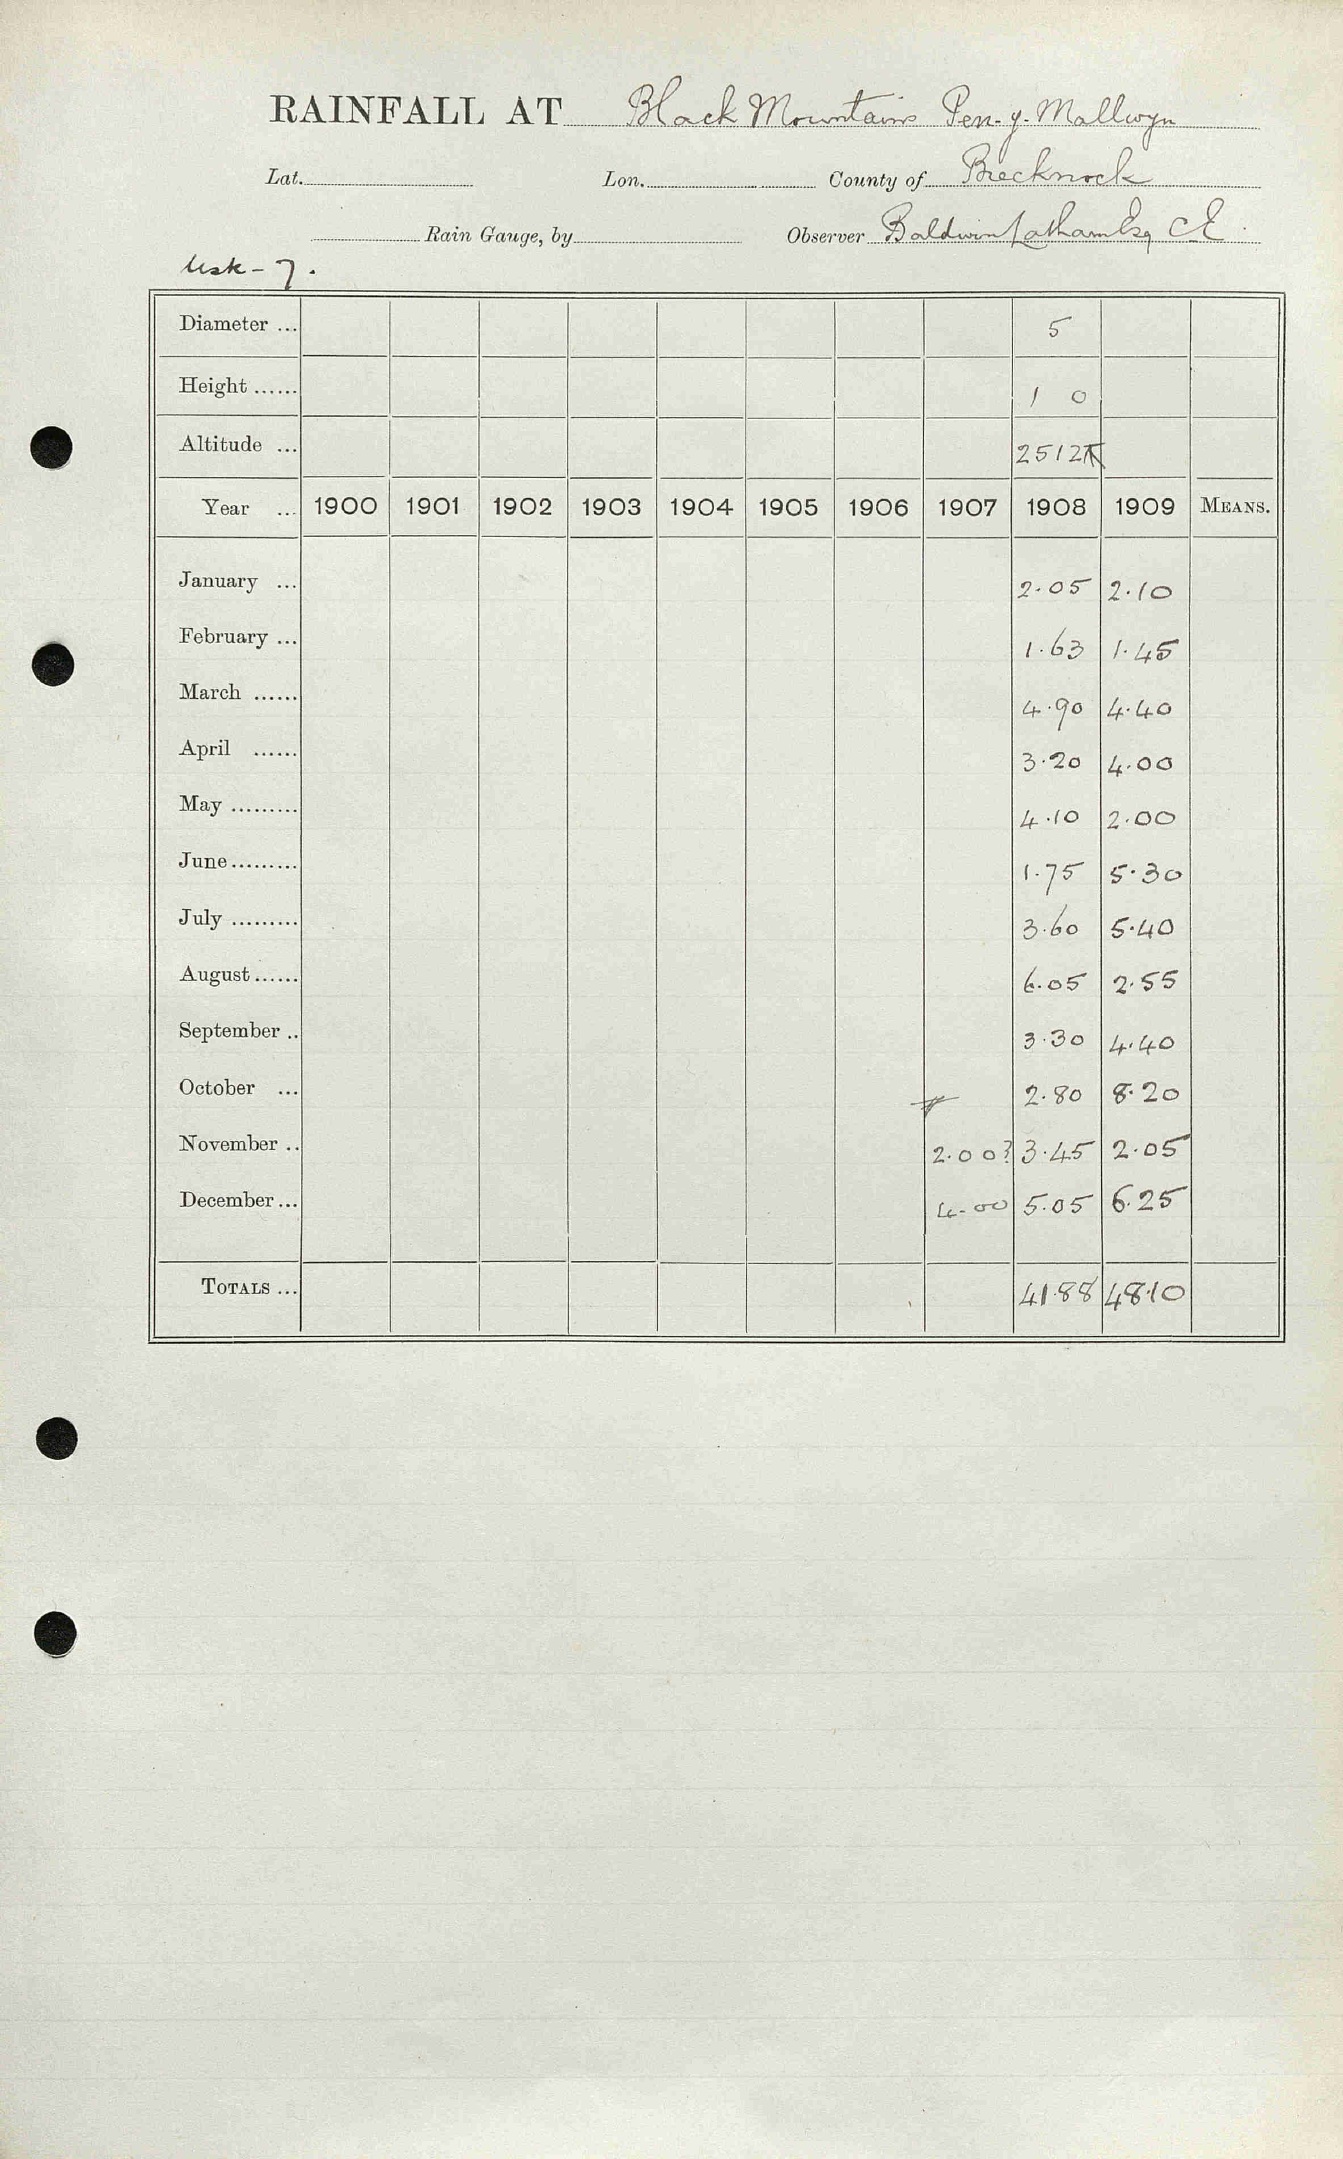 RAINFALL AT Black Mountains Pen-y-Mallwyn
Lat. Lon. County of Brecknock
Rain Gauge, by Observer Baldwin Latham Esq CE.
Usk - 7.
Diameter ... 5
Height ...... 1 0
Altitude ... 2512
Year ... 1900 1901 1902 1903 1904 1905 1906 1907 1908 1909 MEANS.
January ... 2.05 2.10
February ... 1.63 1.45
March ...... 4.90 4.40
April ...... 3.20 4.00
May ......... 4.10 2.00
June ......... 1.75 5.30
July ......... 3.60 5.40
August ...... 6.05 2.55
September .. 3.30 4.40
October ... 2.80 8.20
November .. 2.00? 3.45 2.05
December ... 4.00 5.05 6.25
TOTALS ... 41.88 48.10